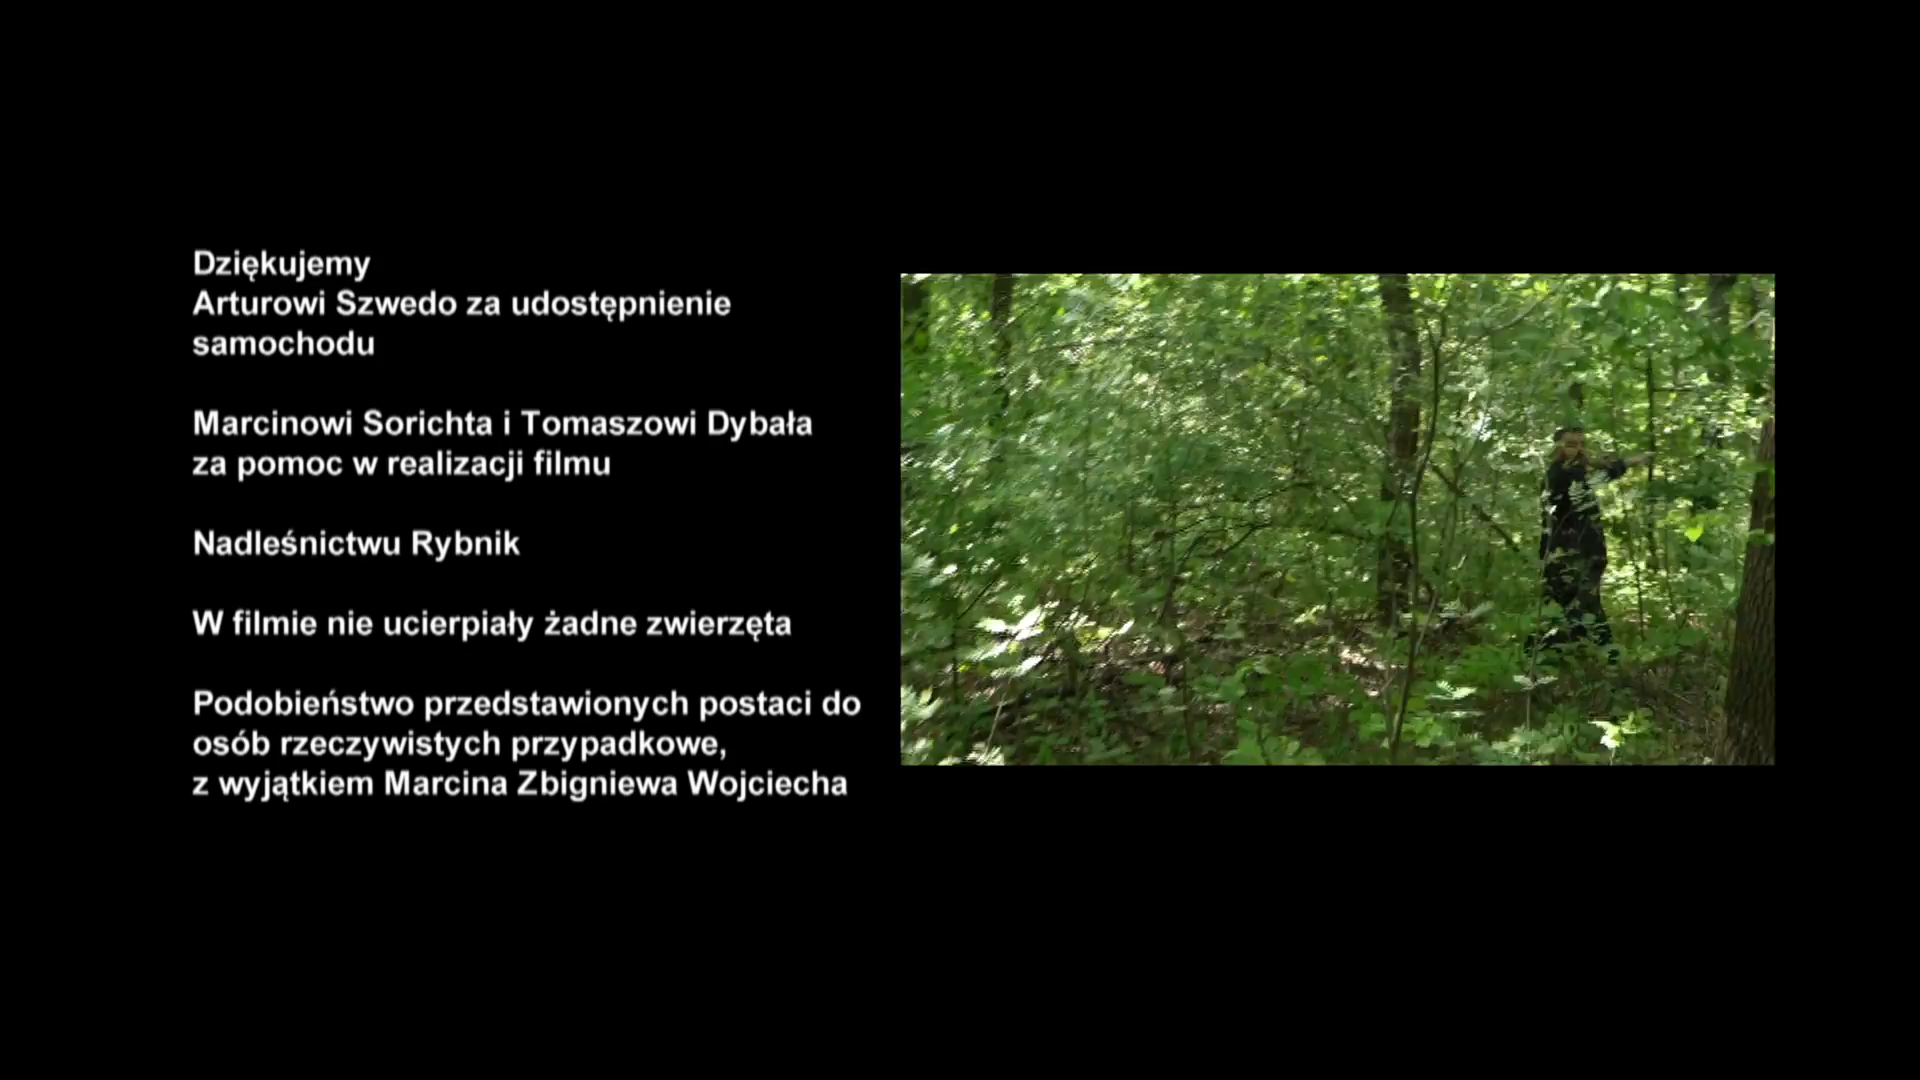 Dziękujemy
Arturowi Szwedo za udostępnienie
samochodu
Marcinowi Sorichta i Tomaszowi Dybała
za pomoc w realizacji filmu
Nadleśnictwu Rybnik
W filmie nie ucierpiały żadne zwierzęta
Podobieństwo przedstawionych postaci do
osób rzeczywistych przypadkowe,
z wyjątkiem Marcina Zbigniewa Wojciecha